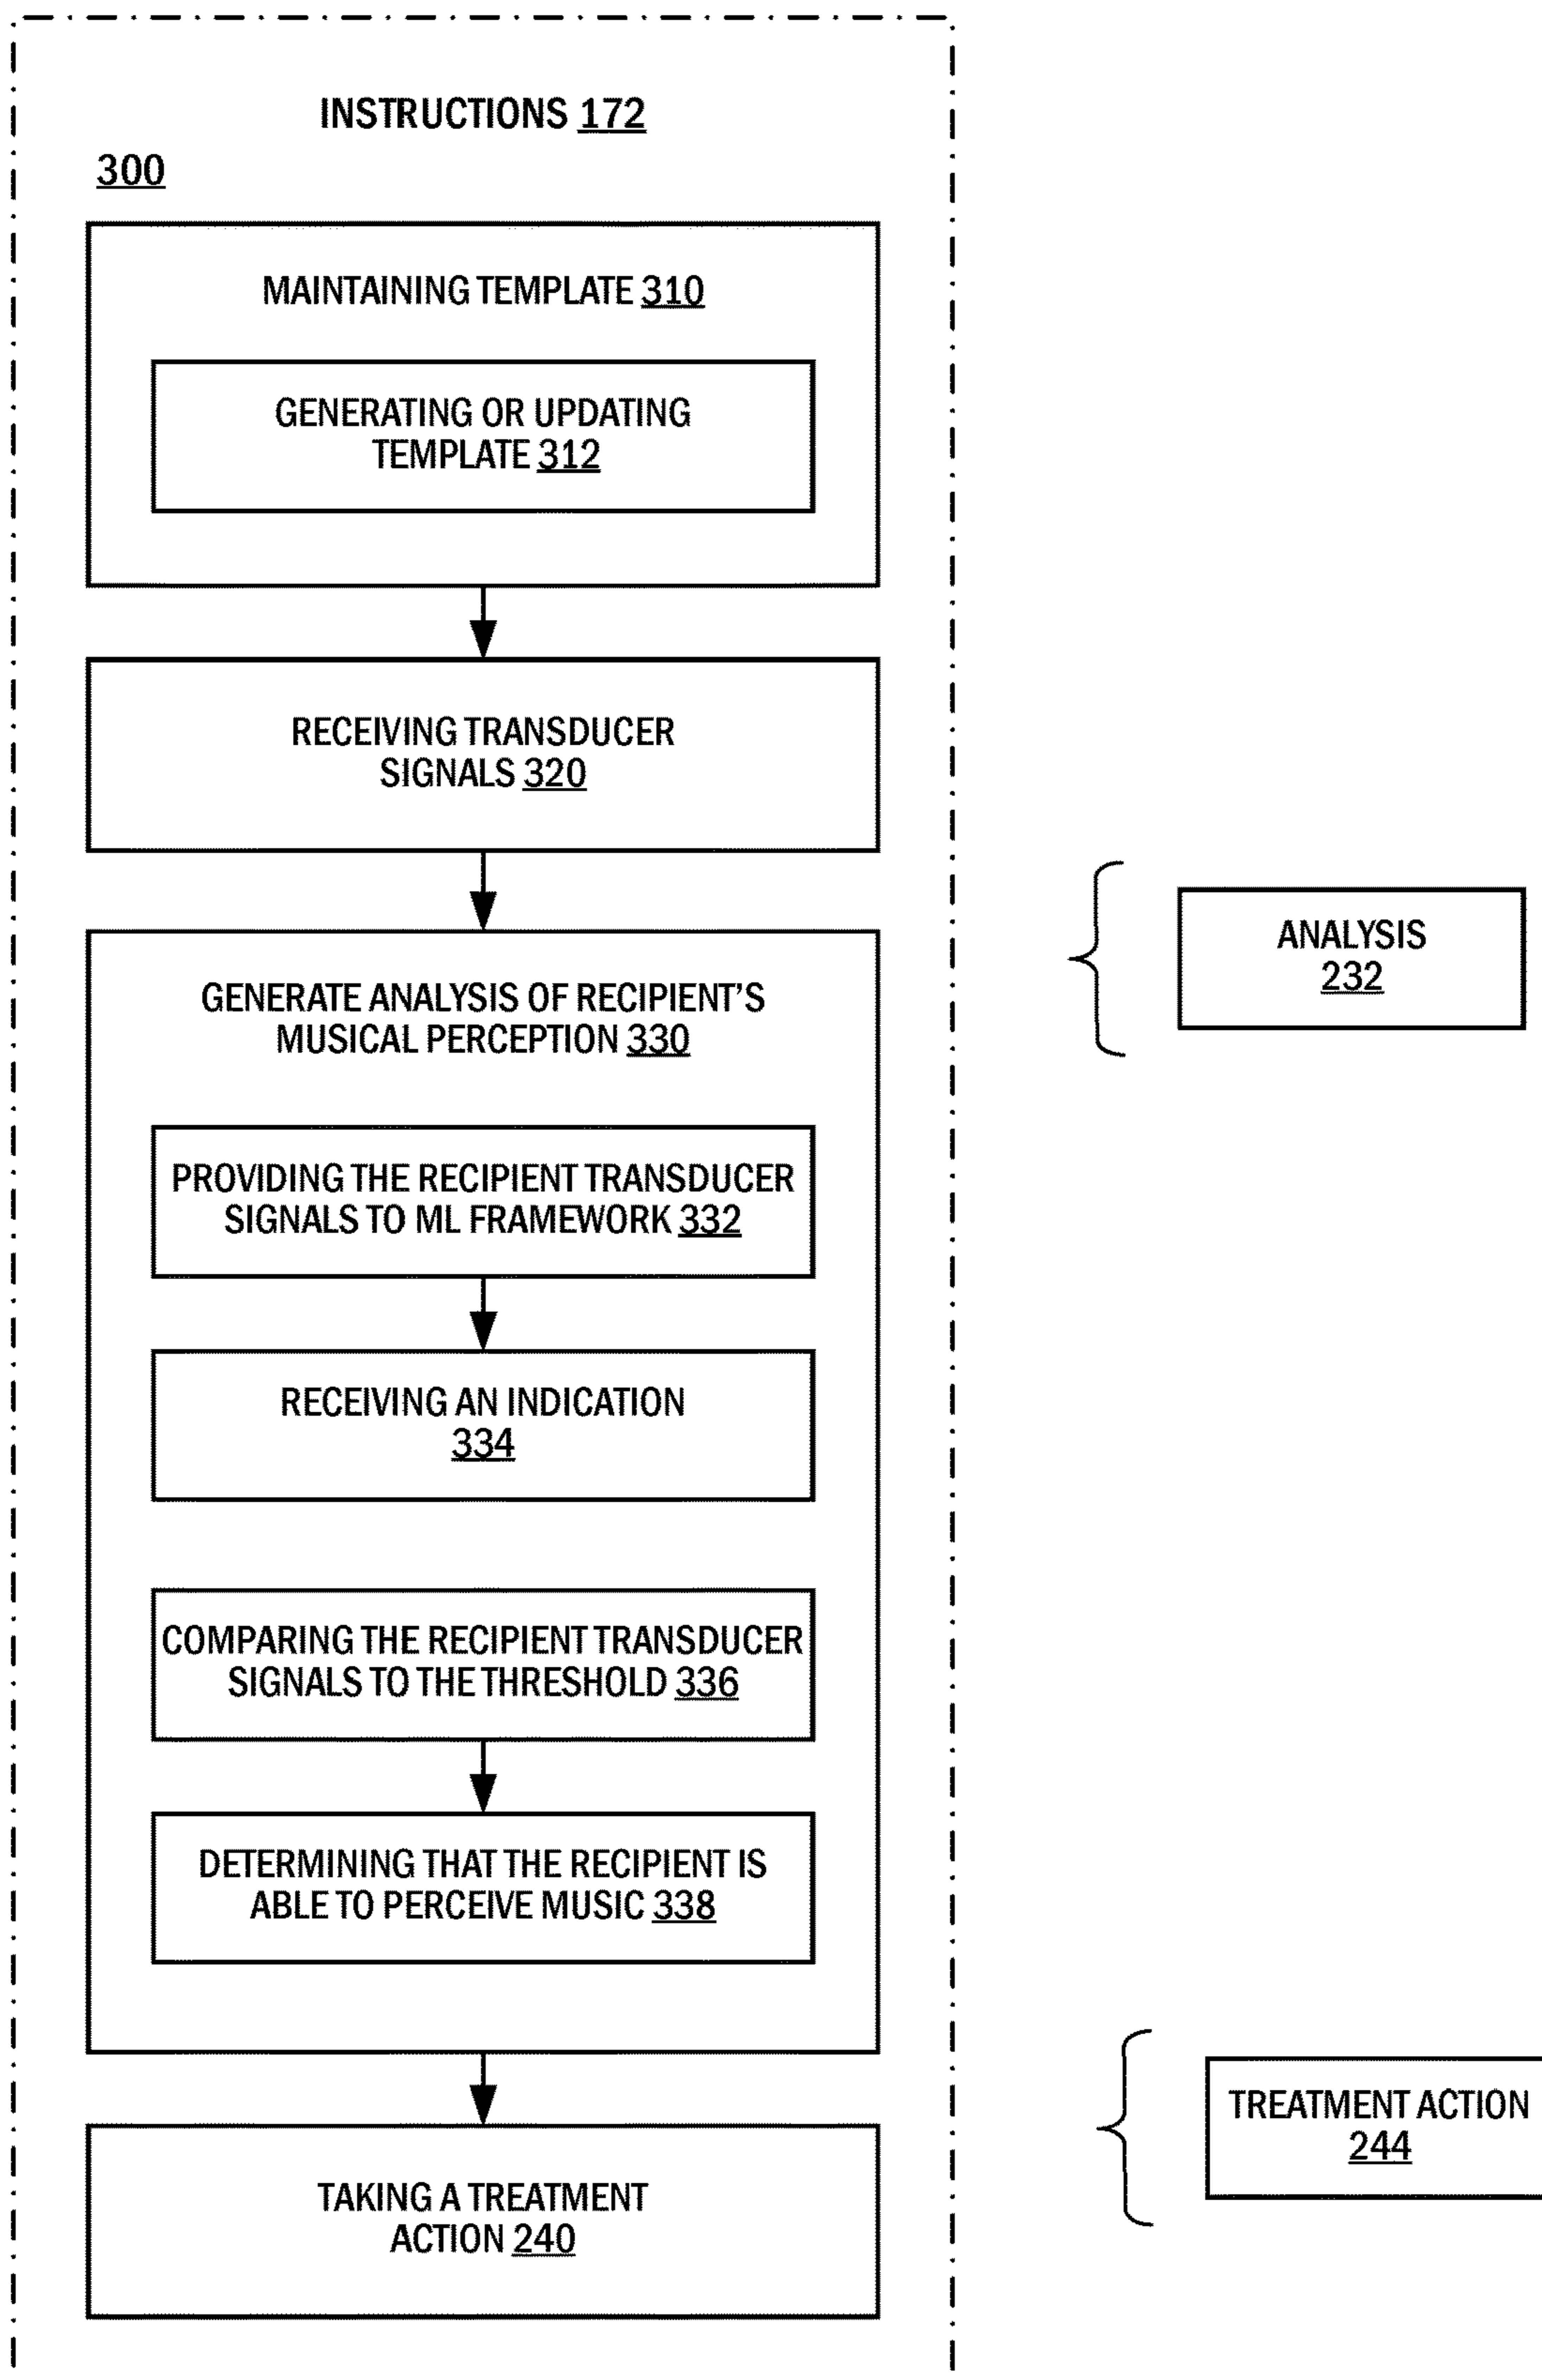 INSTRUCTIONS 172
300
MAINTAINING TEMPLATE 310
GENERATING OR UPDATING
TEMPLATE 312
RECEIVING TRANSDUCER
SIGNALS 320
ANALYSIS
232
GENERATE ANALYSIS OF RECIPIENT'S
MUSICAL PERCEPTION 330
PROVIDING THE RECIPIENT TRANSDUCER
SIGNALS TO ML FRAMEWORK 332
RECEIVING AN INDICATION
334
COMPARING THE RECIPIENT TRANSDUCER
SIGNALS TO THE THRESHOLD 336
DETERMINING THAT THE RECIPIENT IS
ABLE TO PERCEIVE MUSIC 338
TREATMENT ACTION
244
TAKING A TREATMENT
ACTION 240